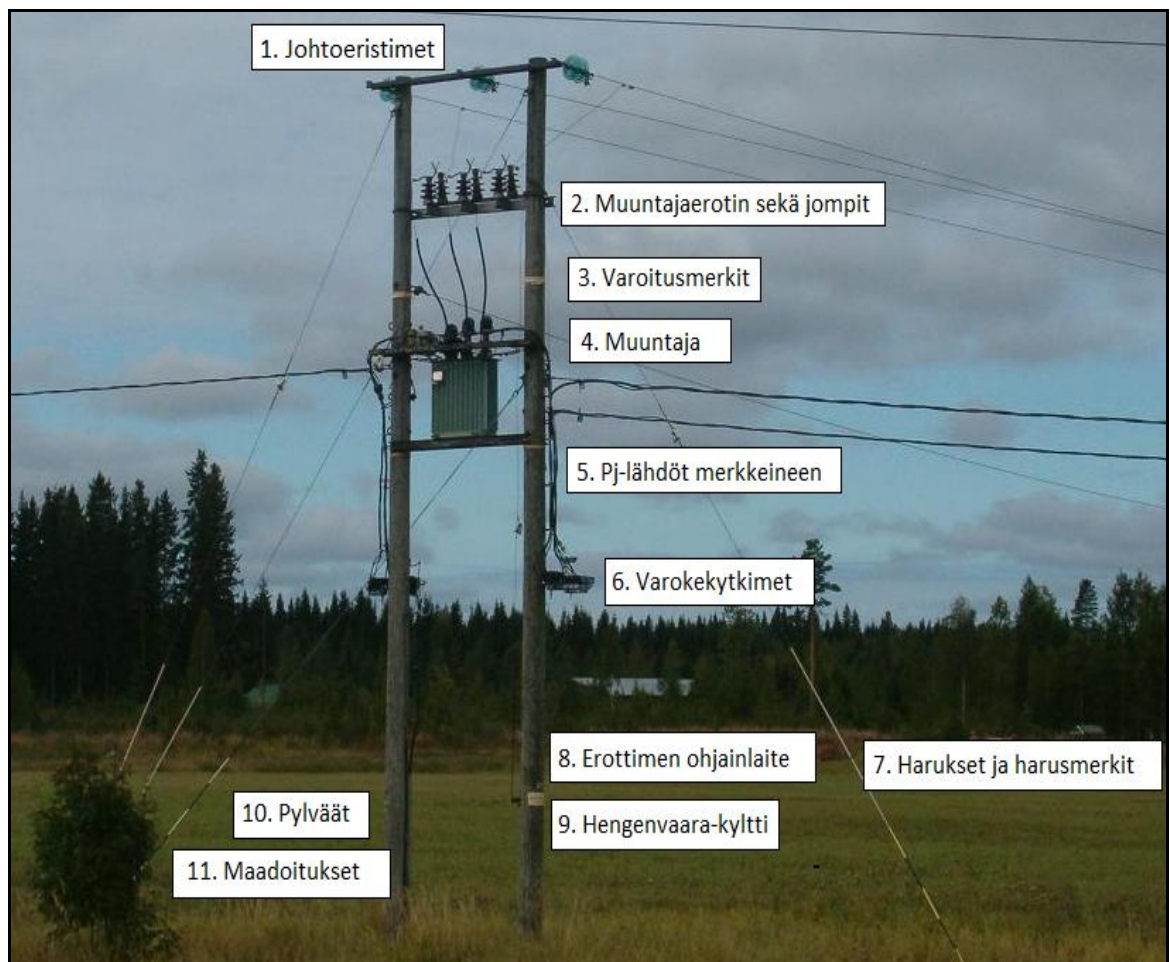 1. Johtoeristimet
2. Muuntajaerotin sekä jompit
3. Varoitusmerkit
4. Muuntaja
5. Pj-lähdöt merkkeineen
6. Varokekytkimet
7. Harukset ja harusmerkit
8. Erottimen ohjainlaite
9. Hengenvaara-kyltti
10. Pylväät
11. Maadoitukset